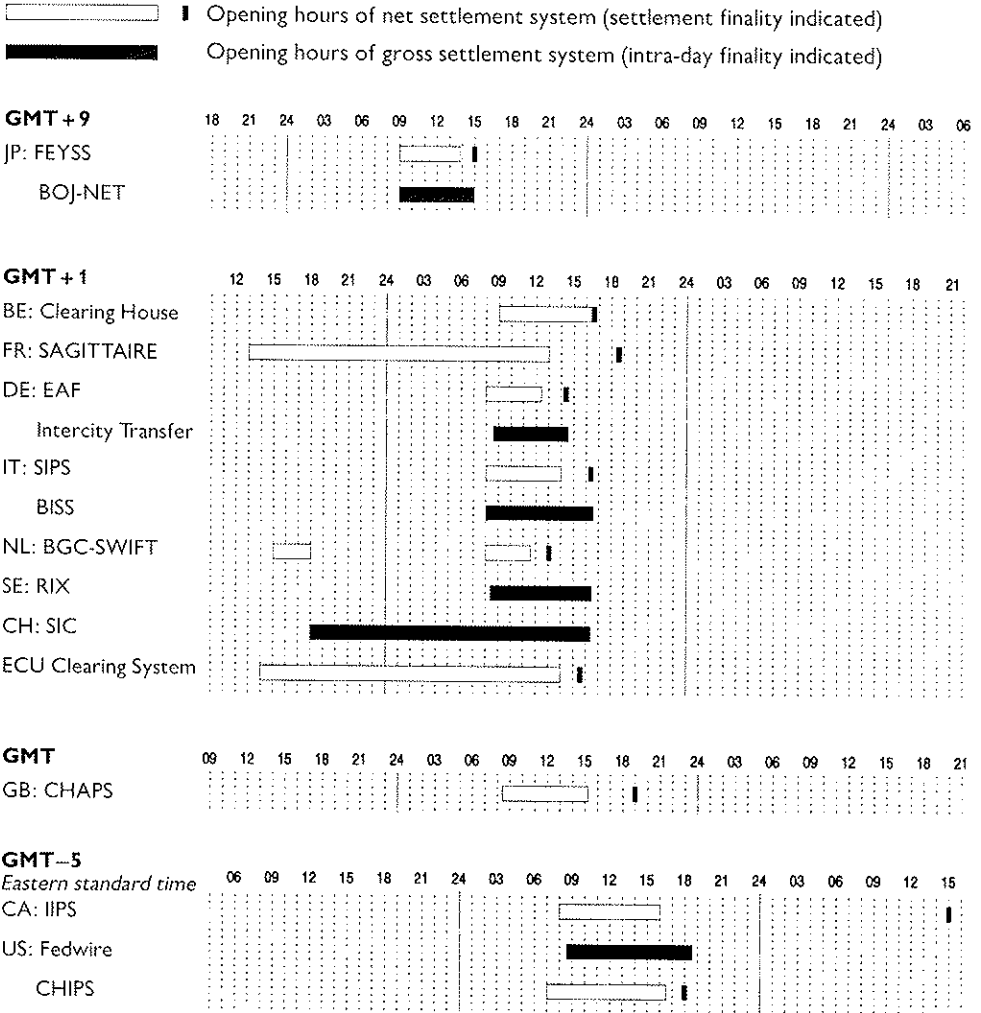 Opening hours of net settlement system (settlement finality indicated)
Opening hours of gross settlement system (intra-day finality indicated)
GMT+9 18 21 24 03 06 09 12 15 18 21 24 03 06 09 12 15 18 21 24 03 06
JP: FEYSS
BOJ-NET
GMT+1 12 15 18 21 24 03 06 09 12 15 18 21 24 03 06 09 12 15 18 21
BE: Clearing House
FR: SAGITTAIRE
DE: EAF
Intercity Transfer
IT: SIPS
BISS
NL: BGC-SWIFT
SE: RIX
CH: SIC
ECU Clearing System
GMT 09 12 15 18 21 24 03 06 09 12 15 18 21 24 03 06 09 12 15 18 21
GB: CHAPS
GMT–5
Eastern standard time 06 09 12 15 18 21 24 03 06 09 12 15 18 21 24 03 06 09 12 15
CA: IIPS
US: Fedwire
CHIPS